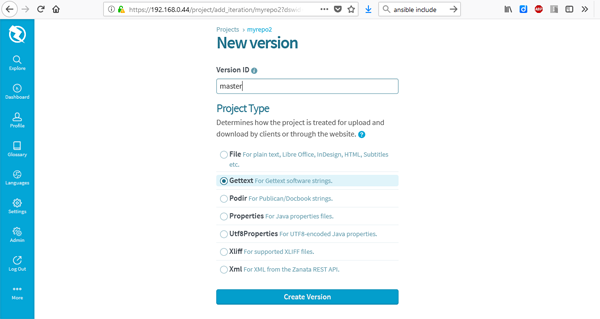 https://192.168.0.44/project/add_iteration/myrepo2?dow
ansible indude
Projects › myrepo2
New version
Version ID
master
Project Type
Determines how the project is treated for upload and
download by clients or through the website.
File For plain text, Libre Office, InDesign, HTML, Subtitles
etc.
Gettext For Gettext software strings.
Podir For Publican/Docbook strings.
Properties For Java properties files.
Utf8Properties For UTF8-encoded Java properties.
Xliff For supported XLIFF files.
Xml For XML from the Zanata REST API.
Create Version
Explore
Dashboard
Profile
Glossary
Languages
Settings
Admin
Log Out
More